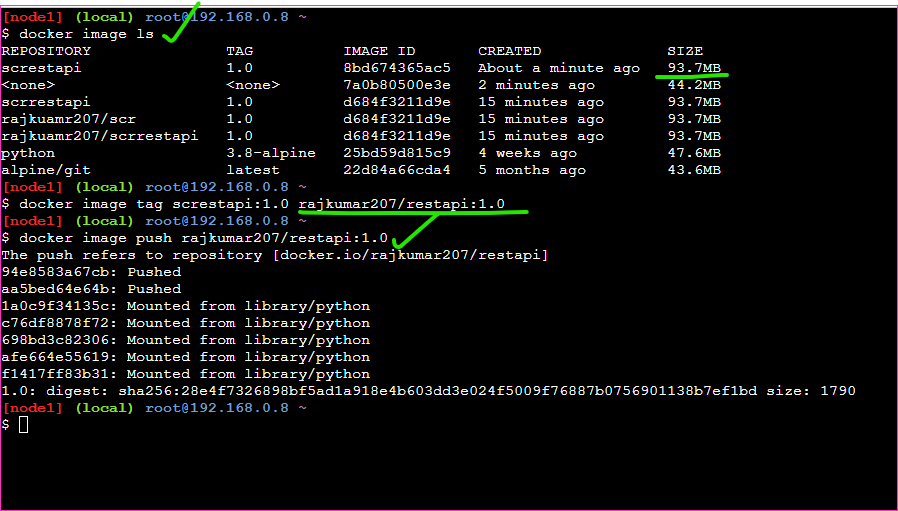 [node1] (local) root@192.168.0.8 ~
$ docker image ls
REPOSITORY TAG IMAGE ID CREATED SIZE
screstapi 1.0 8bd674365ac5 About a minute ago 93.7MB
<none> <none> 7a0b80500e3e 2 minutes ago 44.2MB
scrrestapi 1.0 d684f3211d9e 15 minutes ago 93.7MB
rajkuamr207/scr 1.0 d684f3211d9e 15 minutes ago 93.7MB
rajkuamr207/scrrestapi 1.0 d684f3211d9e 15 minutes ago 93.7MB
python 3.8-alpine 25bd59d815c9 4 weeks ago 47.6MB
alpine/git latest 22d84a66cda4 5 months ago 43.6MB
[node1] (local) root@192.168.0.8 ~
$ docker image tag screstapi:1.0 rajkumar207/restapi:1.0
[node1] (local) root@192.168.0.8 ~
$ docker image push rajkumar207/restapi:1.0
The push refers to repository [docker.io/rajkumar207/restapi]
94e8583a67cb: Pushed
aa5bed64e64b: Pushed
1a0c9f34135c: Mounted from library/python
c76df8878f72: Mounted from library/python
698bd3c82306: Mounted from library/python
afe664e55619: Mounted from library/python
f1417ff83b31: Mounted from library/python
1.0: digest: sha256:28e4f7326898bf5ad1a918e4b603dd3e024f5009f76887b0756901138b7ef1bd size: 1790
[node1] (local) root@192.168.0.8 ~
$